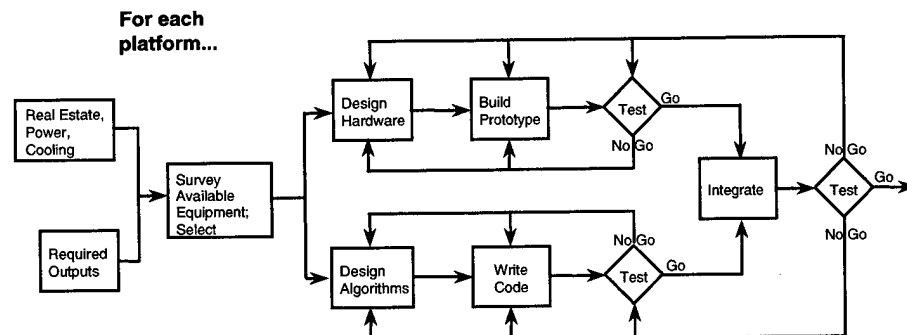 For each
platform...
Real Estate,
Power,
Cooling
Required
Outputs
Survey
Available
Equipment;
Select
Design
Hardware
Build
Prototype
Test
Go
No Go
Design
Algorithms
Write
Code
No Go
Test
Go
Integrate
No Go
Test
Go
No Go